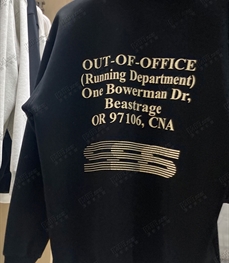 OUT-OF-OFFICE
(Running Department)
One Bowerman Dr,
Beastrage
OR 97106, CNA